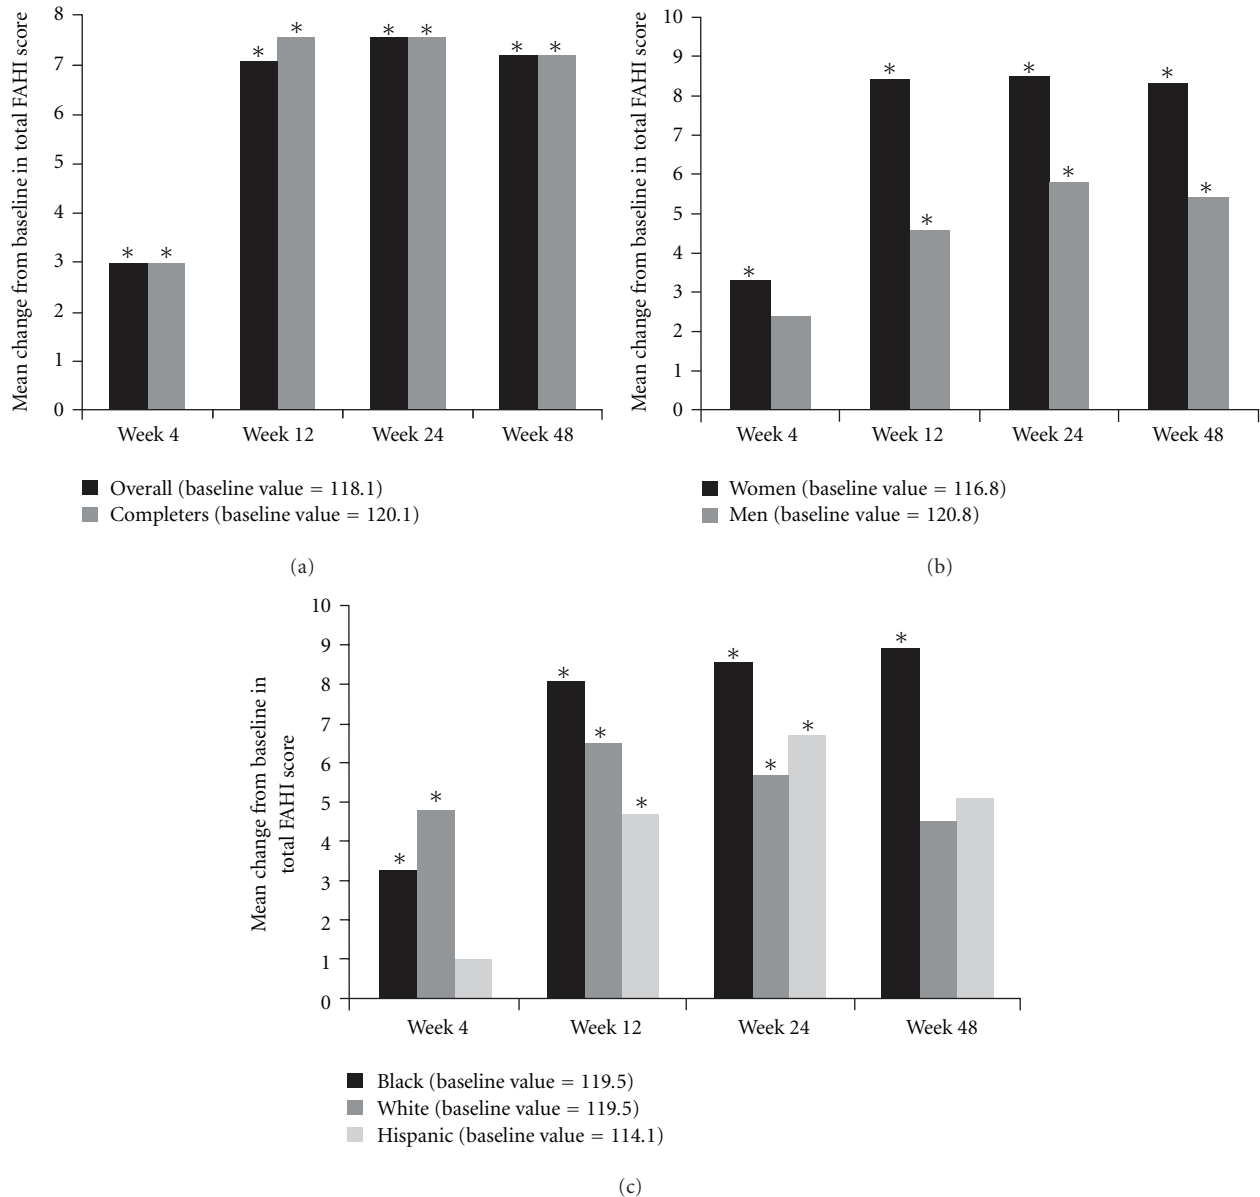 Mean change from baseline in total FAHI score
8
7
6
5
4
3
2
1
0
* * * * * * * *
Week 4 Week 12 Week 24 Week 48
Overall (baseline value = 118.1)
Completers (baseline value = 120.1)
(a)
Mean change from baseline in total FAHI score
10
9
8
7
6
5
4
3
2
1
0
* * * * * * *
Week 4 Week 12 Week 24 Week 48
Women (baseline value = 116.8)
Men (baseline value = 120.8)
(b)
Mean change from baseline in
total FAHI score
10
9
8
7
6
5
4
3
2
1
0
* * * * * * * * *
Week 4 Week 12 Week 24 Week 48
Black (baseline value = 119.5)
White (baseline value = 119.5)
Hispanic (baseline value = 114.1)
(c)